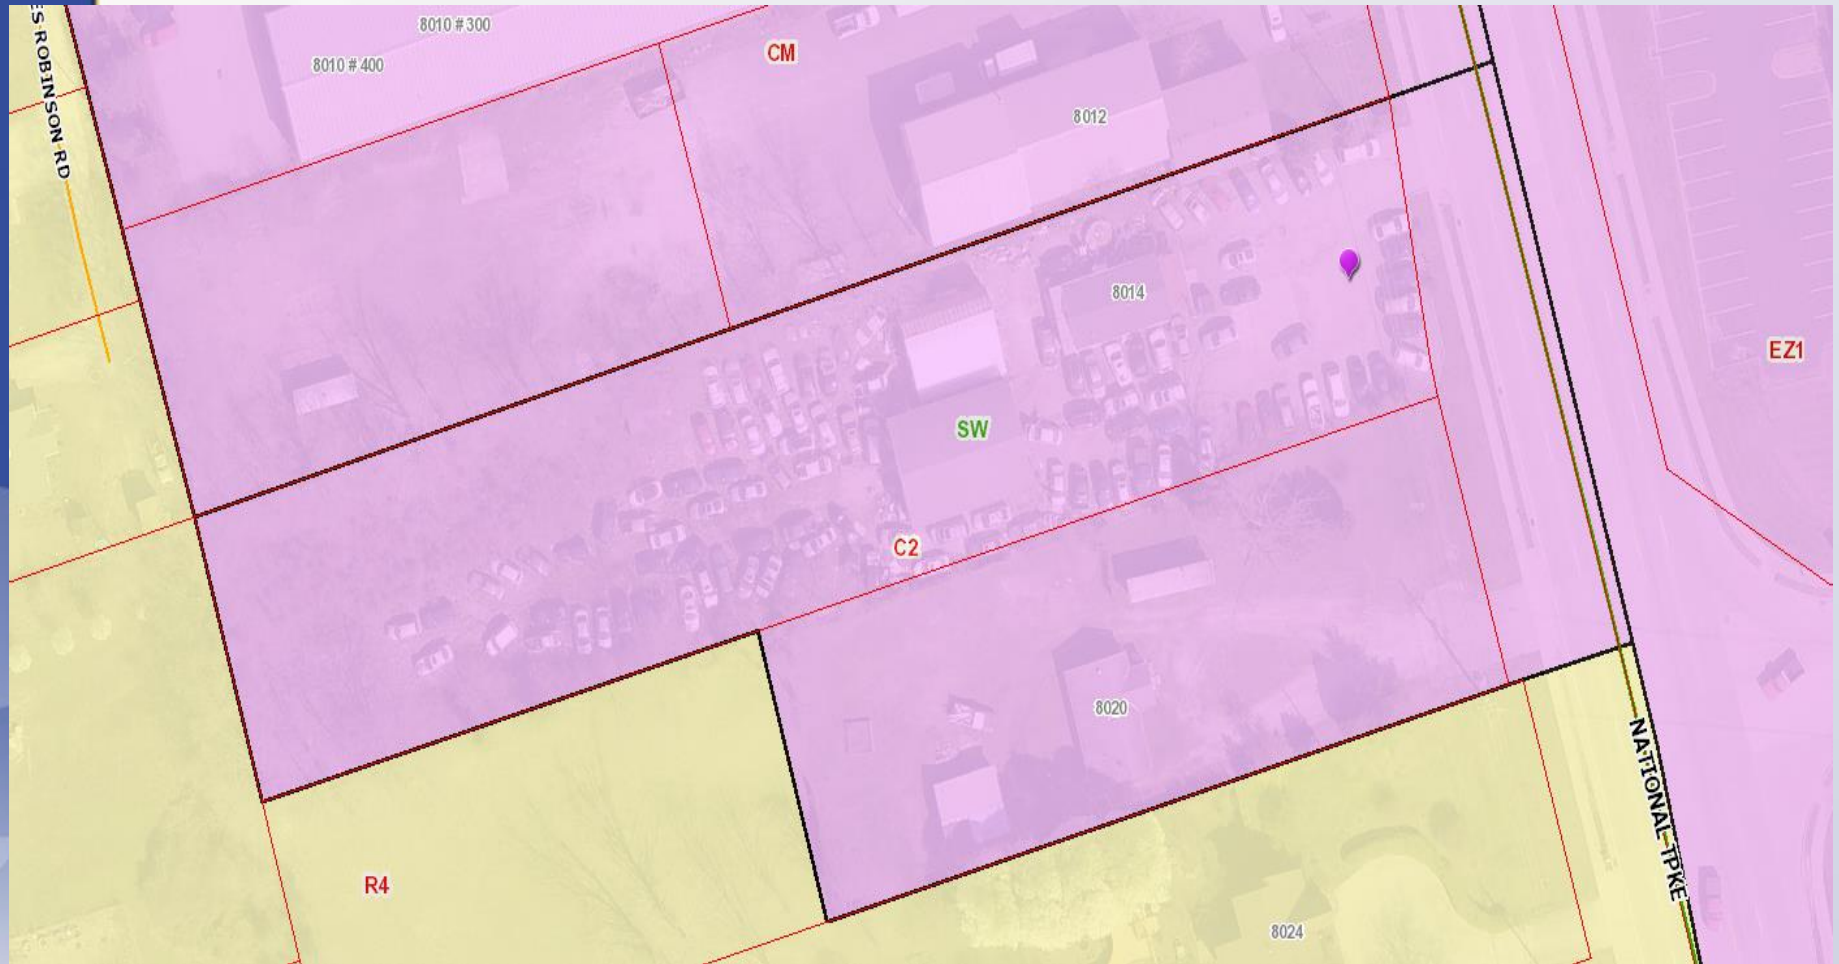 ES ROBINSON RD
8010 # 300
8010 # 400
CM
8012
8014
EZ1
SW
C2
8020
NATIONAL TPKE
R4
8024